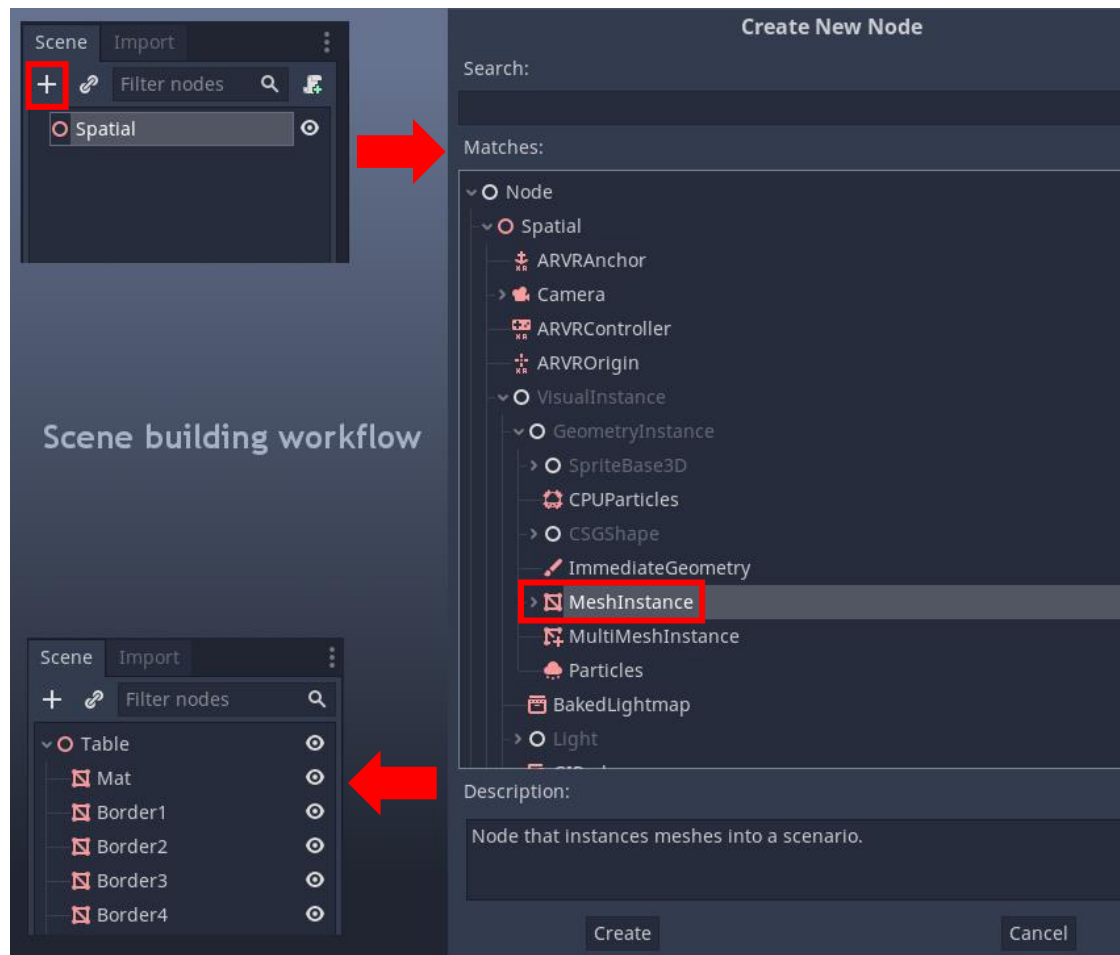 Scene Import
Filter nodes
Spatial
Scene building workflow
Create New Node
Search:
Matches:
Node
Spatial
ARVRAnchor
Camera
ARVRController
ARVROrigin
VisualInstance
GeometryInstance
SpriteBase3D
CPUParticles
CSGShape
ImmediateGeometry
MeshInstance
MultiMeshInstance
Particles
BakedLightmap
Light
Description:
Node that instances meshes into a scenario.
Create Cancel
Scene Import
Filter nodes
Table
Mat
Border1
Border2
Border3
Border4